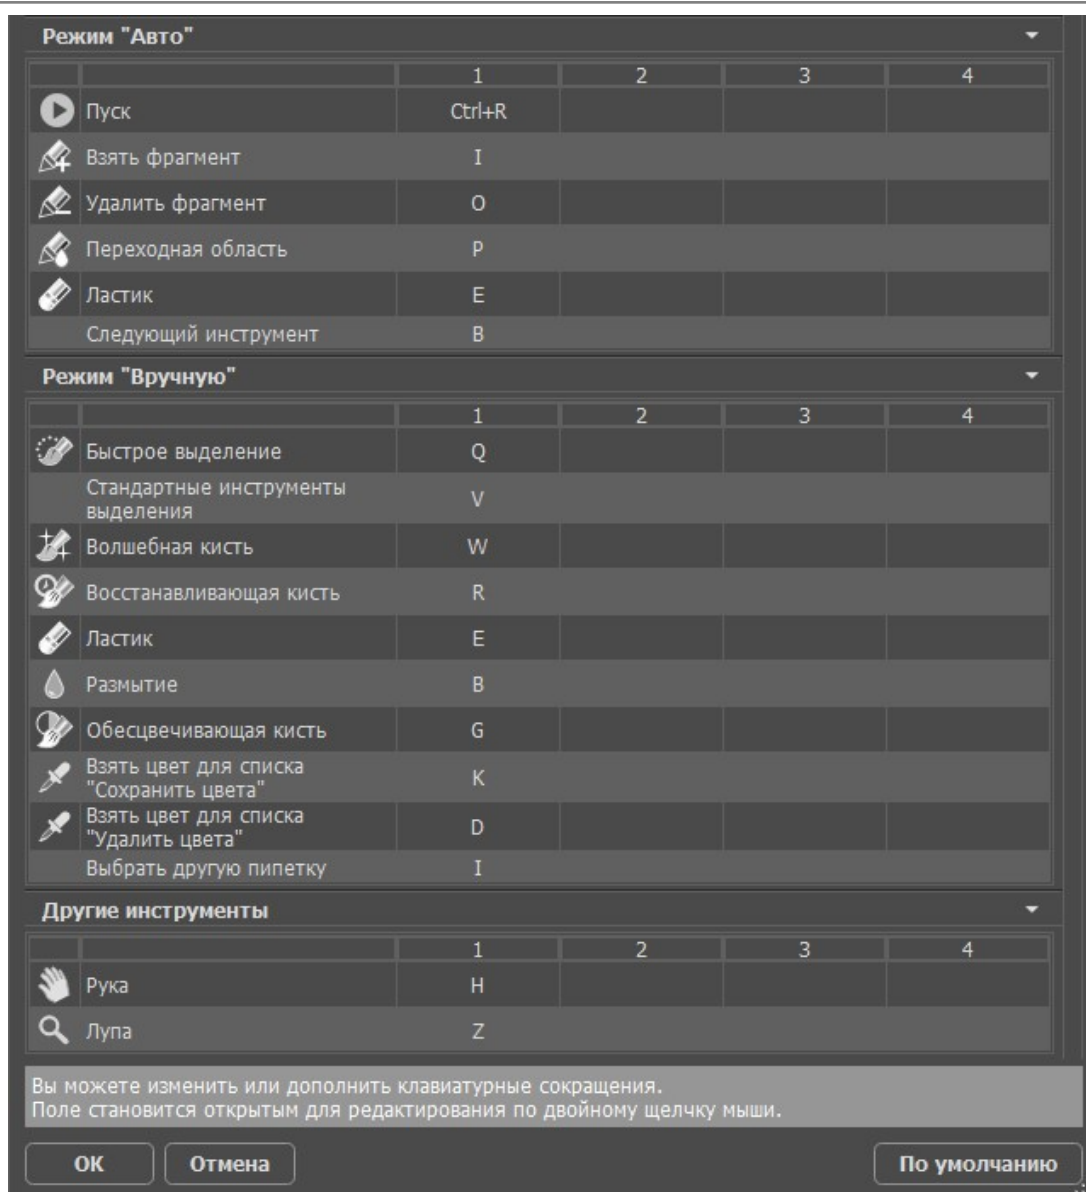 Режим "Авто"
1 2 3 4
Пуск Ctrl+R
Взять фрагмент I
Удалить фрагмент O
Переходная область P
Ластик E
Следующий инструмент B
Режим "Вручную"
1 2 3 4
Быстрое выделение Q
Стандартные инструменты
выделения V
Волшебная кисть W
Восстанавливающая кисть R
Ластик E
Размытие B
Обесцвечивающая кисть G
Взять цвет для списка
"Сохранить цвета" K
Взять цвет для списка
"Удалить цвета" D
Выбрать другую пипетку I
Другие инструменты
1 2 3 4
Рука H
Лупа Z
Вы можете изменить или дополнить клавиатурные сокращения.
Поле становится открытым для редактирования по двойному щелчку мыши.
ОК Отмена По умолчанию